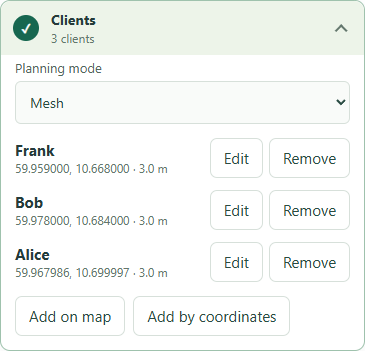 Clients
3 clients
Planning mode
Mesh
Frank
59.959000, 10.668000 · 3.0 m
Edit
Remove
Bob
59.978000, 10.684000 · 3.0 m
Edit
Remove
Alice
59.967986, 10.699997 · 3.0 m
Edit
Remove
Add on map
Add by coordinates